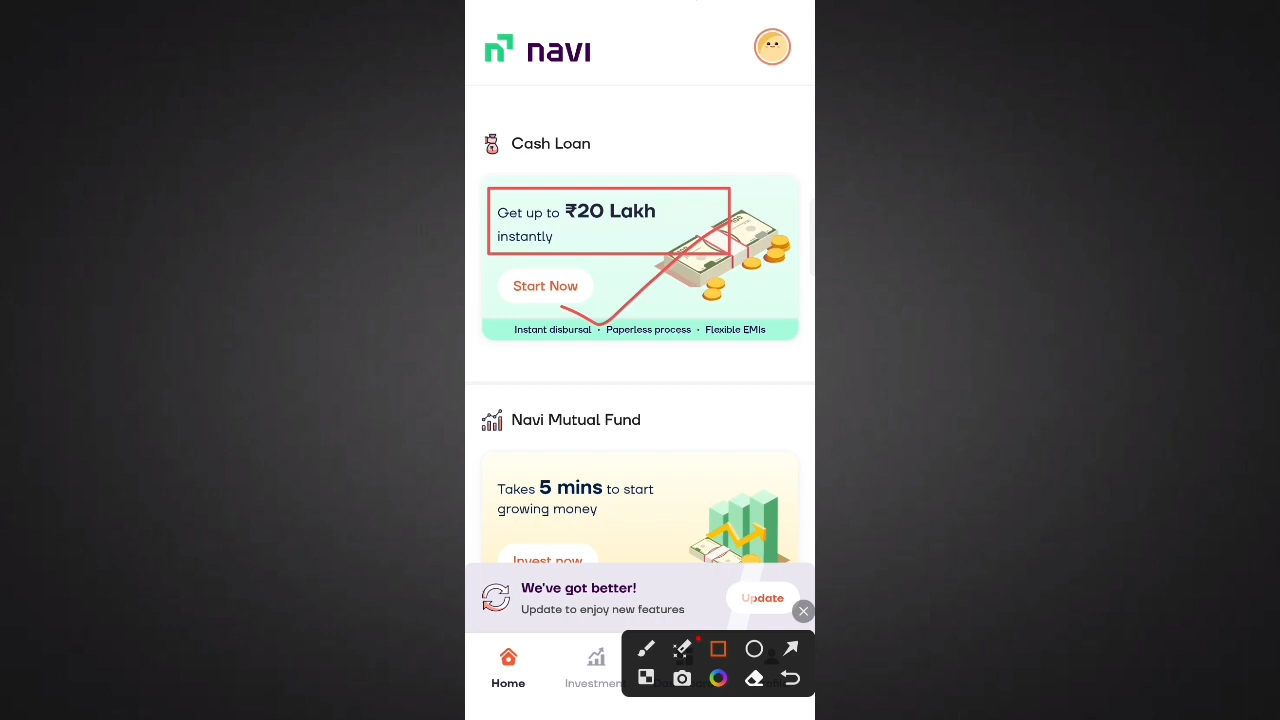 navi
Cash Loan
Get up to ₹20 Lakh
instantly
Start Now
Instant disbursal · Paperless process · Flexible EMIs
Navi Mutual Fund
Takes 5 mins to start
growing money
Invest now
We've got better!
Update to enjoy new features
Update
Home
Investment